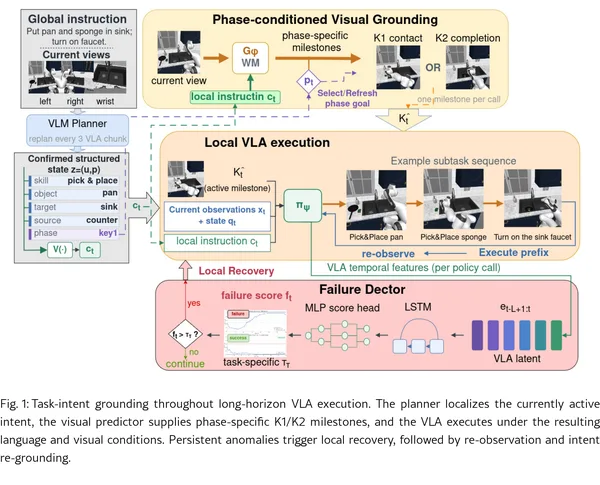 Global instruction
Put pan and sponge in sink;
turn on faucet.
Current views
left right wrist
VLM Planner
replan every 3 VLA chunk
Confirmed structured
state z=(u,p)
skill pick & place
object pan
target sink
source counter
phase key1
V(·) ct
ct
Phase-conditioned Visual Grounding
current view
Gφ
WM
local instructin ct
phase-specific
milestones
pt
Select/Refresh
phase goal
K1 contact K2 completion
OR
one milestone per call
Kt-
Local VLA execution
Kt-
(active milestone)
Current observations xt
+ state qt
local instruction ct
πψ
Example subtask sequence
Pick&Place pan Pick&Place sponge Turn on the sink faucet
re-observe Execute prefix
VLA temporal features (per policy call)
Local Recovery
Failure Dector
yes
ft > τT ?
no
continue
failure score ft
failure
success
task-specific τT
MLP score head
LSTM
et-L+1:t
VLA latent
Fig. 1: Task-intent grounding throughout long-horizon VLA execution. The planner localizes the currently active
intent, the visual predictor supplies phase-specific K1/K2 milestones, and the VLA executes under the resulting
language and visual conditions. Persistent anomalies trigger local recovery, followed by re-observation and intent
re-grounding.